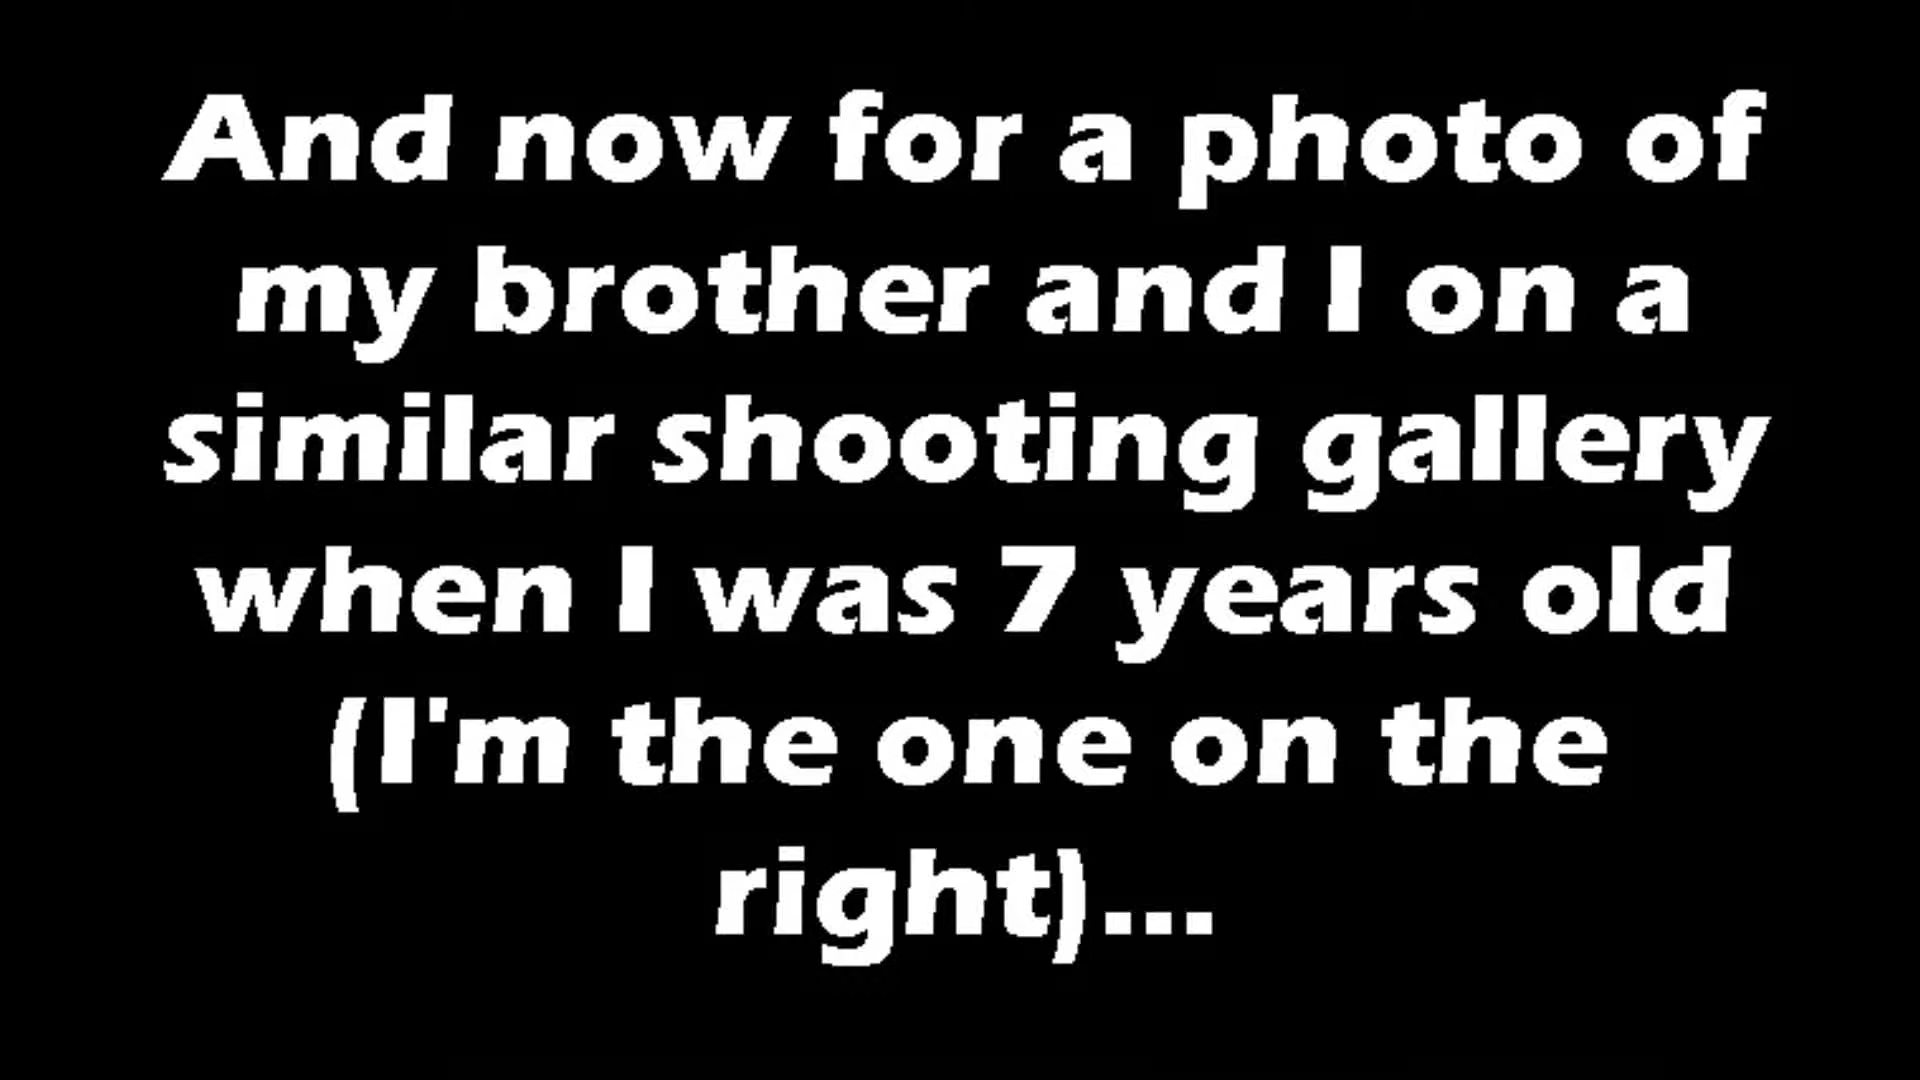 And now for a photo of
my brother and I on a
similar shooting gallery
when I was 7 years old
(I'm the one on the
right)...